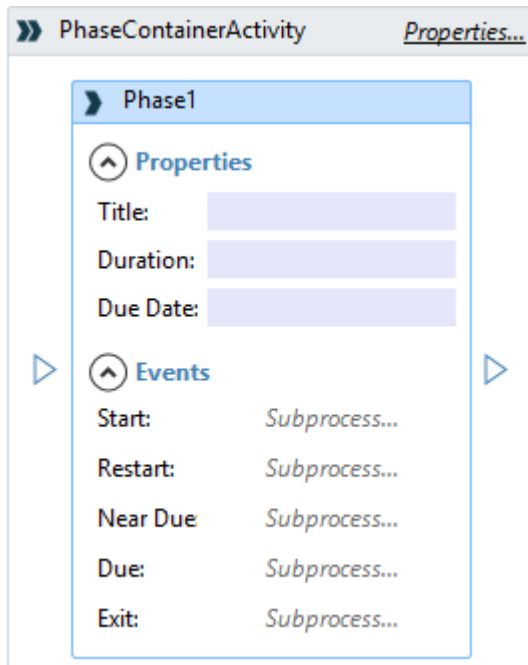 PhaseContainerActivity Properties...
Phase1
Properties
Title:
Duration:
Due Date:
Events
Start: Subprocess...
Restart: Subprocess...
Near Due Subprocess...
Due: Subprocess...
Exit: Subprocess...